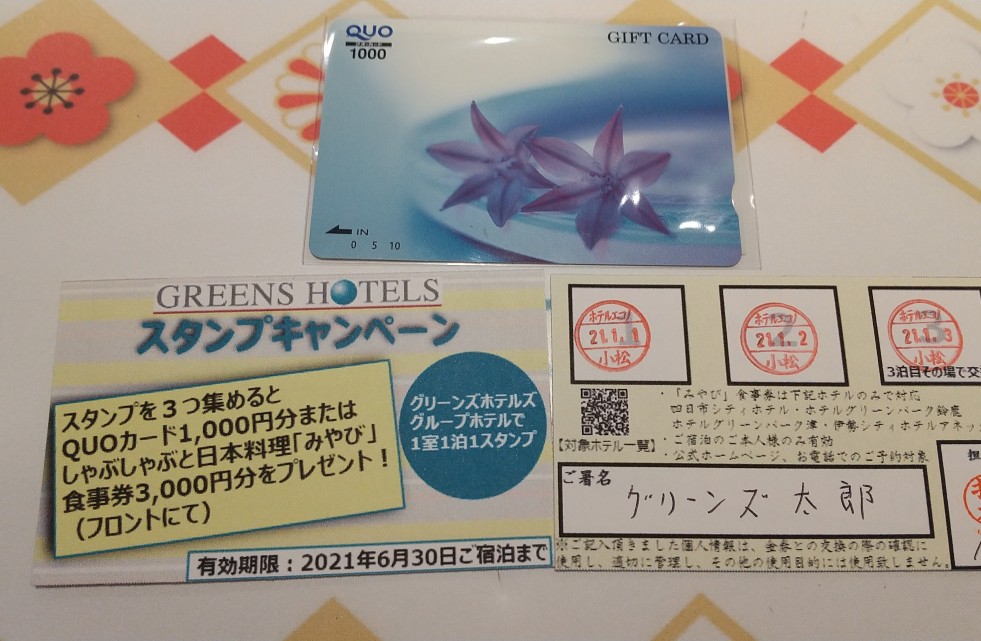 QUO
クオ・カード
1000
GIFT CARD
IN
0 5 10
GREENS HOTELS
スタンプキャンペーン
スタンプを3つ集めると
QUOカード1,000円分または
しゃぶしゃぶと日本料理「みやび」
食事券3,000円分をプレゼント!
(フロントにて)
グリーンズホテルズ
グループホテルで
1室1泊1スタンプ
有効期限:2021年6月30日ご宿泊まで
ホテルエコノ
21.1.1
小松
ホテルエコノ
21.1.2
小松
ホテルエコノ
21.1.3
小松
3泊目その場で交
・「みやび」食事券は下記ホテルのみで対応
四日市シティホテル・ホテルグリーンパーク鈴鹿
ホテルグリーンパーク津・伊勢シティホテルアネッ
・ご宿泊のご本人様のみ有効
・公式ホームページ、お電話でのご予約対象
【対象ホテル一覧】
ご署名
グリーンズ 太郎
担
※ご記入頂きました個人情報は、金券との交換の際の確認に
使用し、適切に管理し、その他の使用目的には使用致しません。